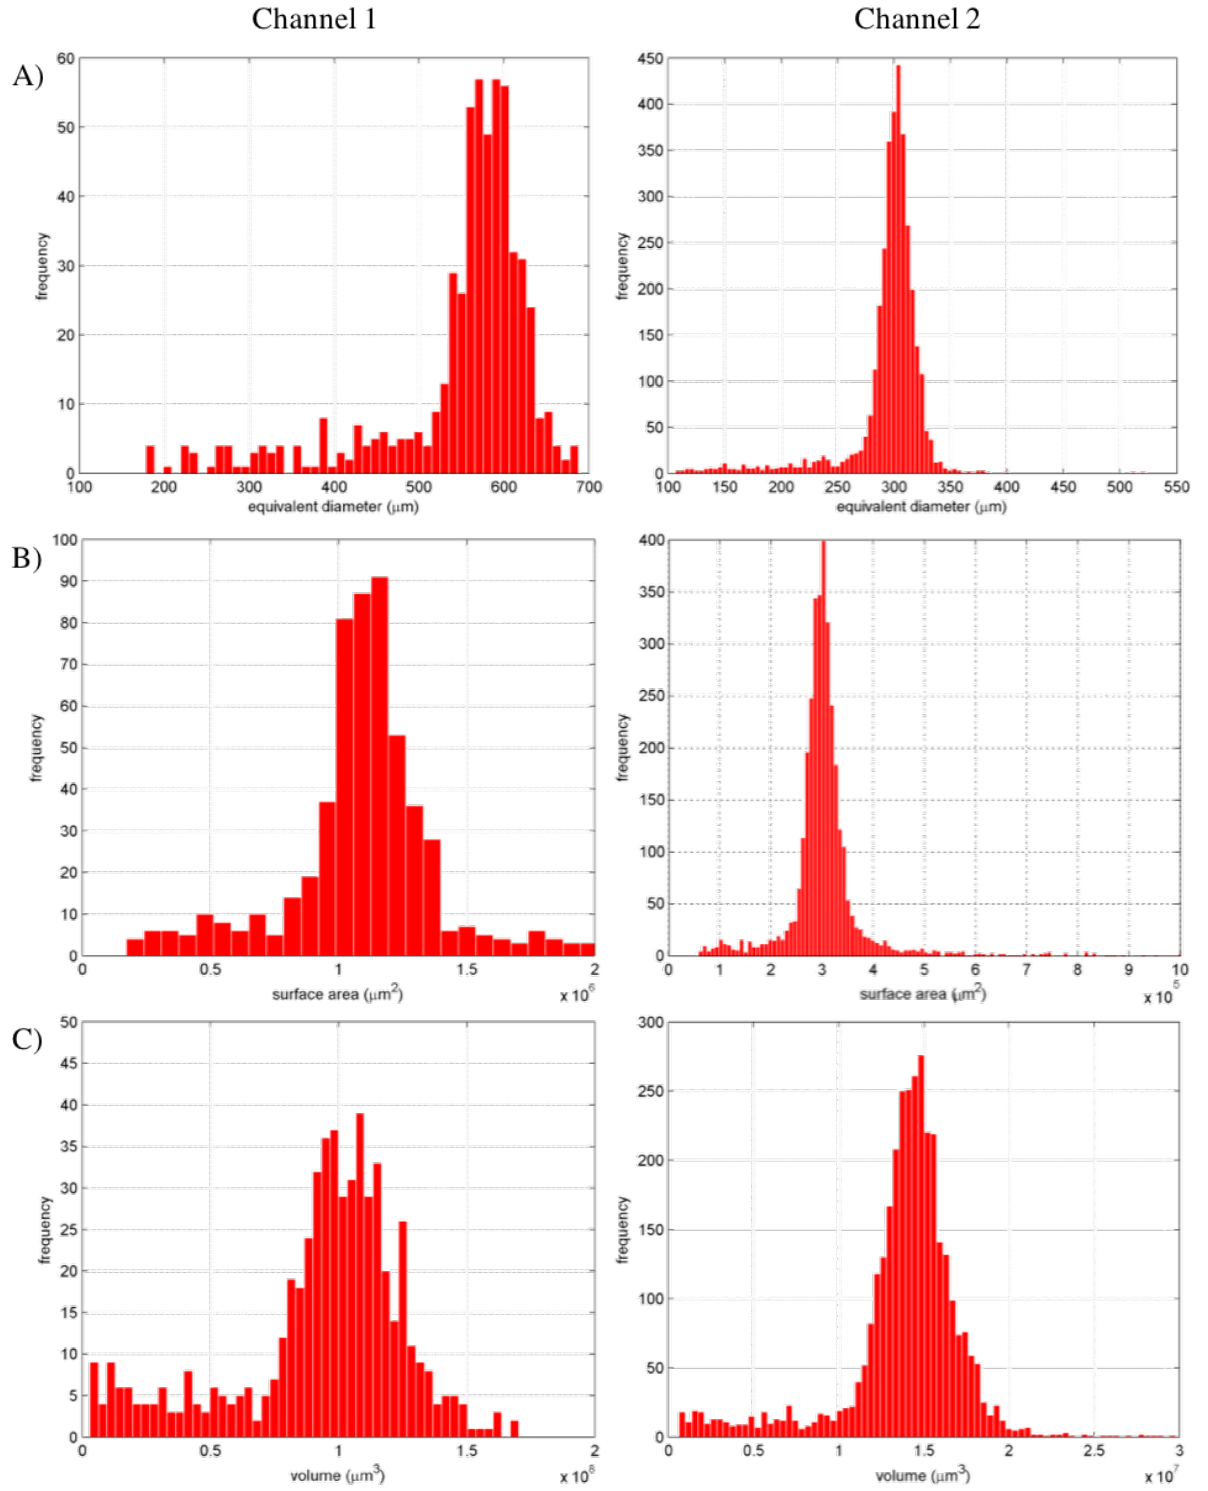 Channel 1
Channel 2
A)
60
50
40
30
20
10
0
frequency
100 200 300 400 500 600 700
equivalent diameter (μm)
450
400
350
300
250
200
150
100
50
0
frequency
100 150 200 250 300 350 400 450 500 550
equivalent diameter (μm)
B)
100
90
80
70
60
50
40
30
20
10
0
frequency
0 0.5 1 1.5 2
surface area (μm²)
x 10⁶
400
350
300
250
200
150
100
50
0
frequency
0 1 2 3 4 5 6 7 8 9 10
surface area (μm²)
x 10⁵
C)
50
45
40
35
30
25
20
15
10
5
0
frequency
0 0.5 1 1.5 2
volume (μm³)
x 10⁸
300
250
200
150
100
50
0
frequency
0 0.5 1 1.5 2 2.5 3
volume (μm³)
x 10⁷